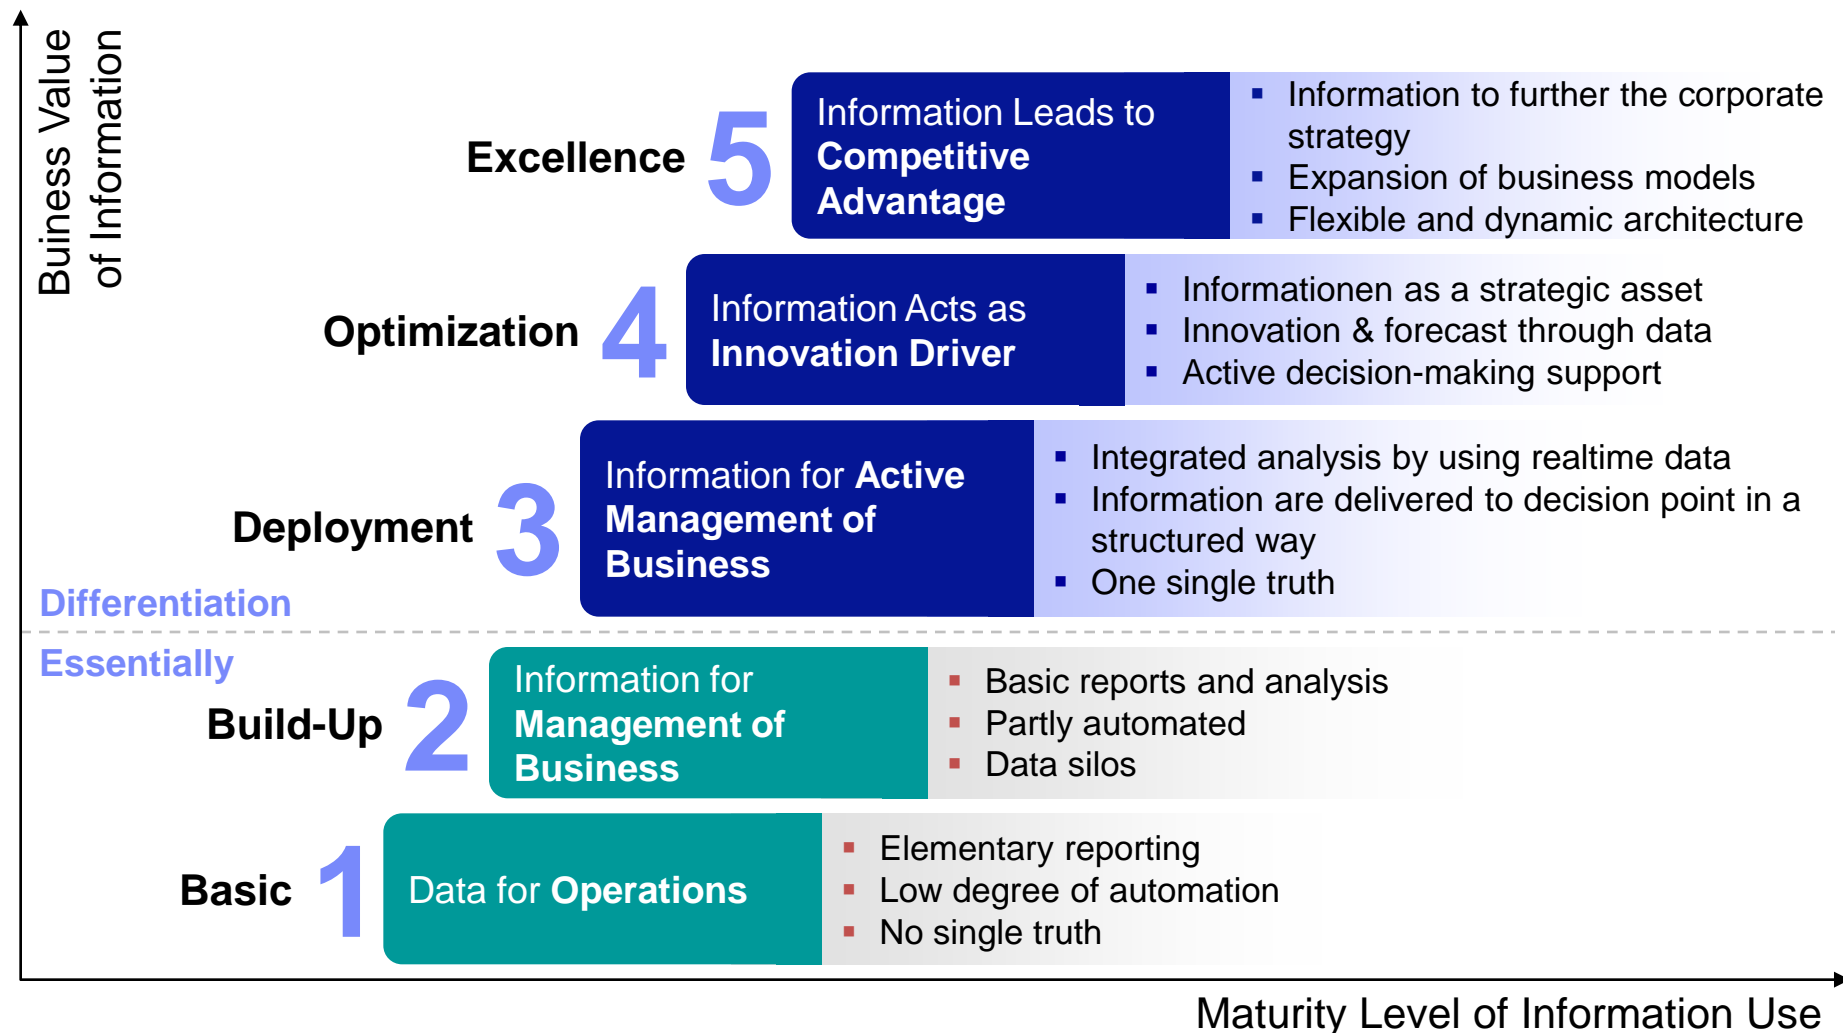 Buiness Value
of Information
Excellence
5
Information Leads to
Competitive
Advantage
▪ Information to further the corporate
strategy
▪ Expansion of business models
▪ Flexible and dynamic architecture
Optimization
4
Information Acts as
Innovation Driver
▪ Informationen as a strategic asset
▪ Innovation & forecast through data
▪ Active decision-making support
Deployment
3
Information for Active
Management of
Business
▪ Integrated analysis by using realtime data
▪ Information are delivered to decision point in a
structured way
▪ One single truth
Differentiation
Essentially
Build-Up
2
Information for
Management of
Business
▪ Basic reports and analysis
▪ Partly automated
▪ Data silos
Basic
1
Data for Operations
▪ Elementary reporting
▪ Low degree of automation
▪ No single truth
Maturity Level of Information Use